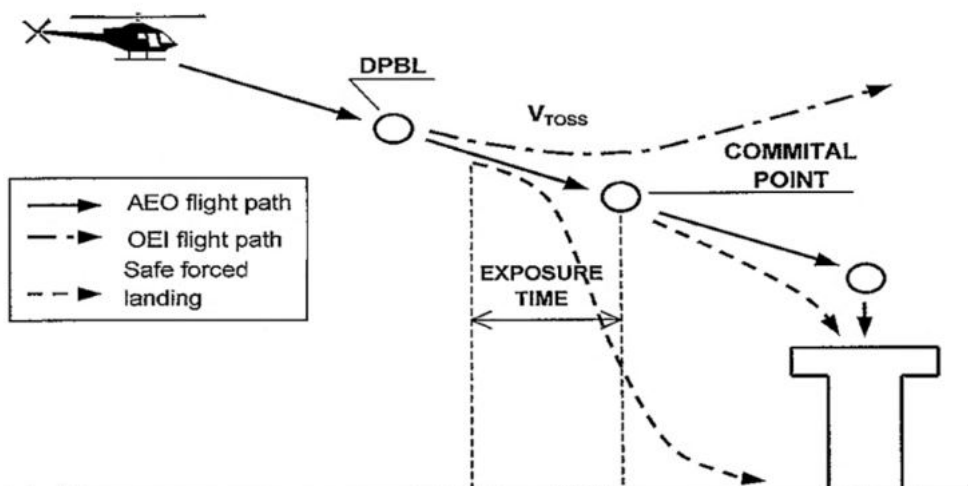 DPBL
VTOSS
COMMITAL
POINT
AEO flight path
OEI flight path
Safe forced
landing
EXPOSURE
TIME